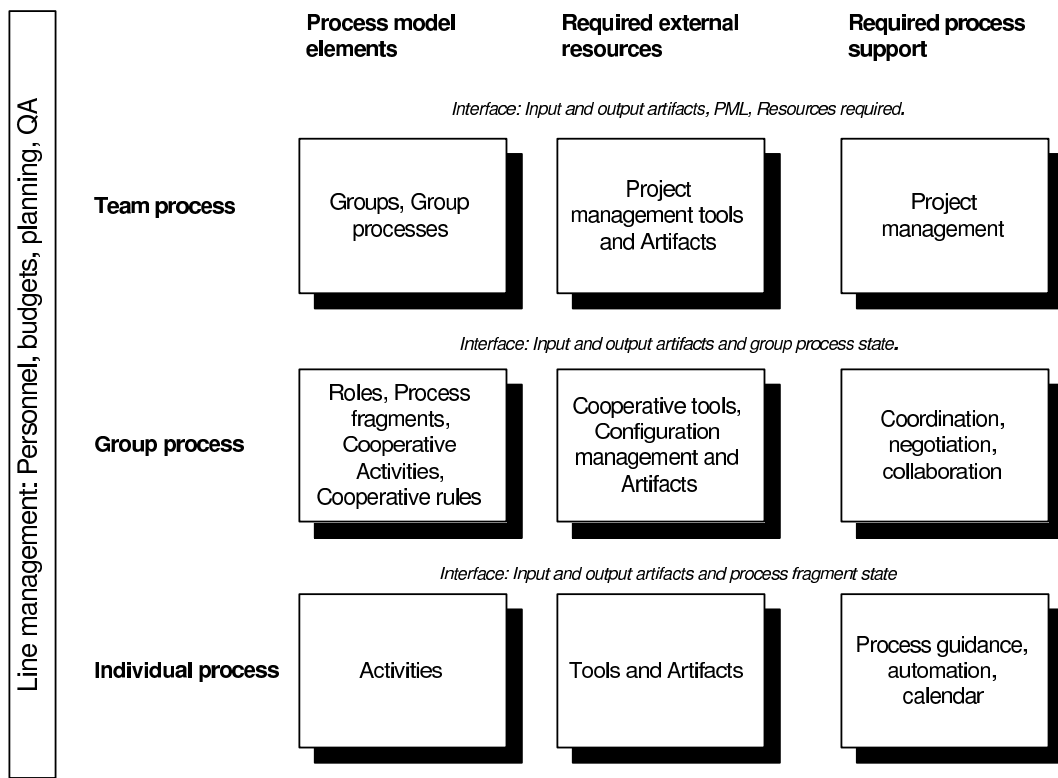 Line management: Personnel, budgets, planning, QA
Process model
elements
Required external
resources
Required process
support
Interface: Input and output artifacts, PML, Resources required.
Team process
Groups, Group
processes
Project
management tools
and Artifacts
Project
management
Interface: Input and output artifacts and group process state.
Group process
Roles, Process
fragments,
Cooperative
Activities,
Cooperative rules
Cooperative tools,
Configuration
management and
Artifacts
Coordination,
negotiation,
collaboration
Interface: Input and output artifacts and process fragment state
Individual process
Activities
Tools and Artifacts
Process guidance,
automation,
calendar